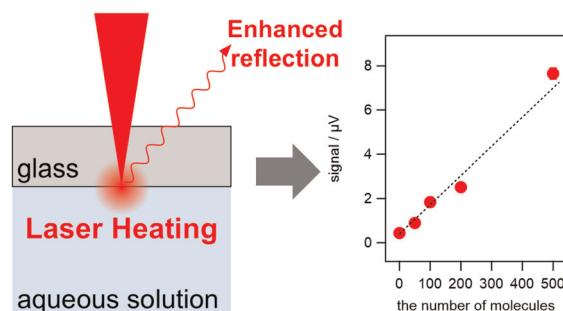 Enhanced
reflection
glass
Laser Heating
aqueous solution
signal / μV
8
6
4
2
0
0
100
200
300
400
500
the number of molecules